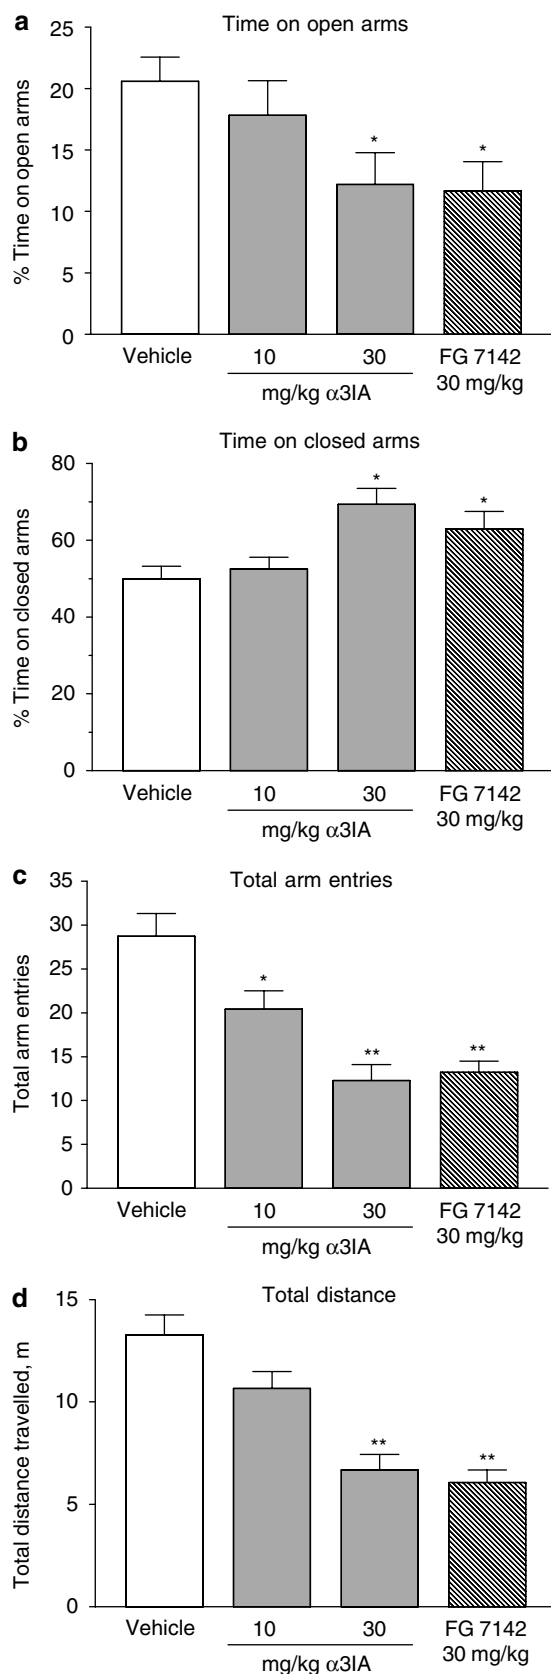 a
Time on open arms
% Time on open arms
25
20
15
10
5
0
*
*
Vehicle
10
30
FG 7142
30 mg/kg
mg/kg α3IA
b
Time on closed arms
% Time on closed arms
80
60
40
20
0
*
*
Vehicle
10
30
FG 7142
30 mg/kg
mg/kg α3IA
c
Total arm entries
Total arm entries
35
30
25
20
15
10
5
0
*
**
**
Vehicle
10
30
FG 7142
30 mg/kg
mg/kg α3IA
d
Total distance
Total distance travelled, m
15
10
5
0
**
**
Vehicle
10
30
FG 7142
30 mg/kg
mg/kg α3IA